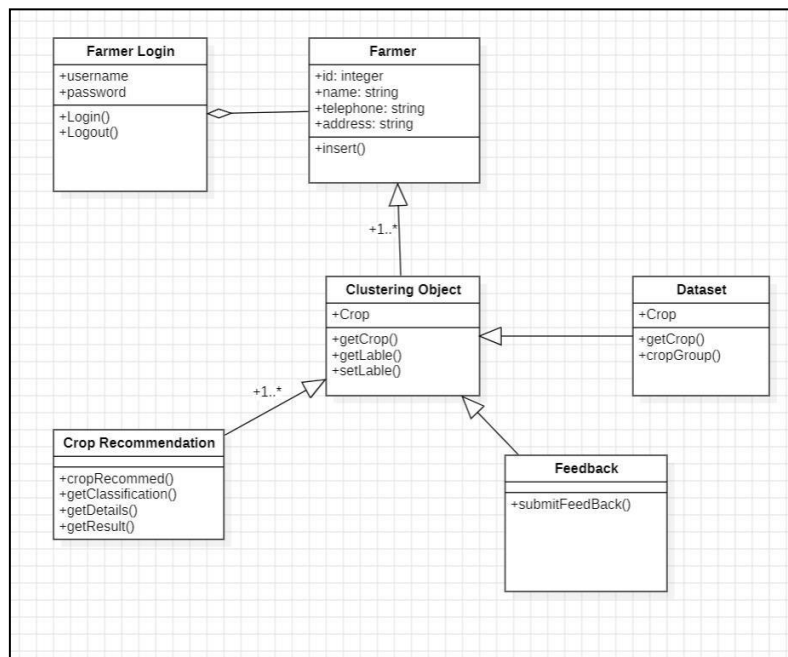 Farmer Login
+username
+password
+Login()
+Logout()
Farmer
+id: integer
+name: string
+telephone: string
+address: string
+insert()
+1..*
Clustering Object
+Crop
+getCrop()
+getLable()
+setLable()
Dataset
+Crop
+getCrop()
+cropGroup()
+1..*
Crop Recommendation
+cropRecommed()
+getClassification()
+getDetails()
+getResult()
Feedback
+submitFeedBack()